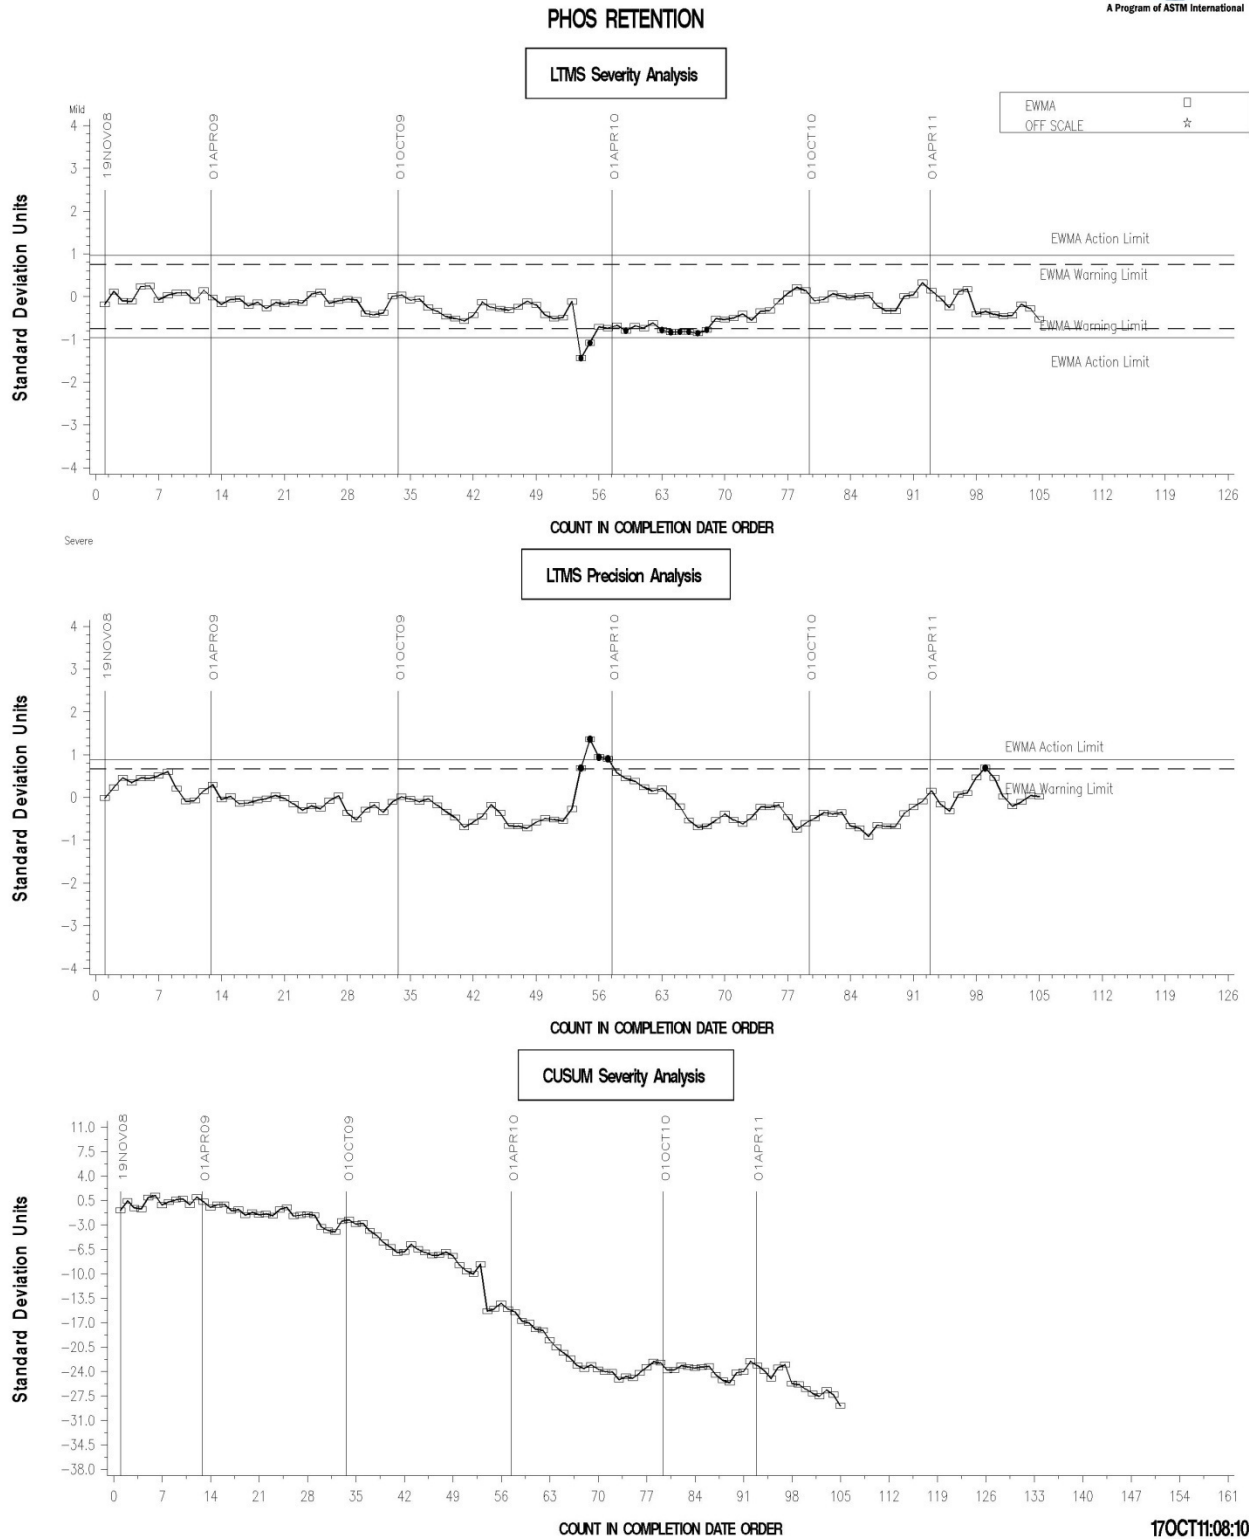 A Program of ASTM International
PHOS RETENTION
LTMS Severity Analysis
EWMA
OFF SCALE
Mild
Standard Deviation Units
4
3
2
1
0
-1
-2
-3
-4
19NOV08
01APR09
01OCT09
01APR10
01OCT10
01APR11
EWMA Action Limit
EWMA Warning Limit
EWMA Warning Limit
EWMA Action Limit
0 7 14 21 28 35 42 49 56 63 70 77 84 91 98 105 112 119 126
COUNT IN COMPLETION DATE ORDER
Severe
LTMS Precision Analysis
Standard Deviation Units
4
3
2
1
0
-1
-2
-3
-4
19NOV08
01APR09
01OCT09
01APR10
01OCT10
01APR11
EWMA Action Limit
EWMA Warning Limit
0 7 14 21 28 35 42 49 56 63 70 77 84 91 98 105 112 119 126
COUNT IN COMPLETION DATE ORDER
CUSUM Severity Analysis
Standard Deviation Units
11.0
7.5
4.0
0.5
-3.0
-6.5
-10.0
-13.5
-17.0
-20.5
-24.0
-27.5
-31.0
-34.5
-38.0
19NOV08
01APR09
01OCT09
01APR10
01OCT10
01APR11
0 7 14 21 28 35 42 49 56 63 70 77 84 91 98 105 112 119 126 133 140 147 154 161
COUNT IN COMPLETION DATE ORDER
17OCT11:08:10